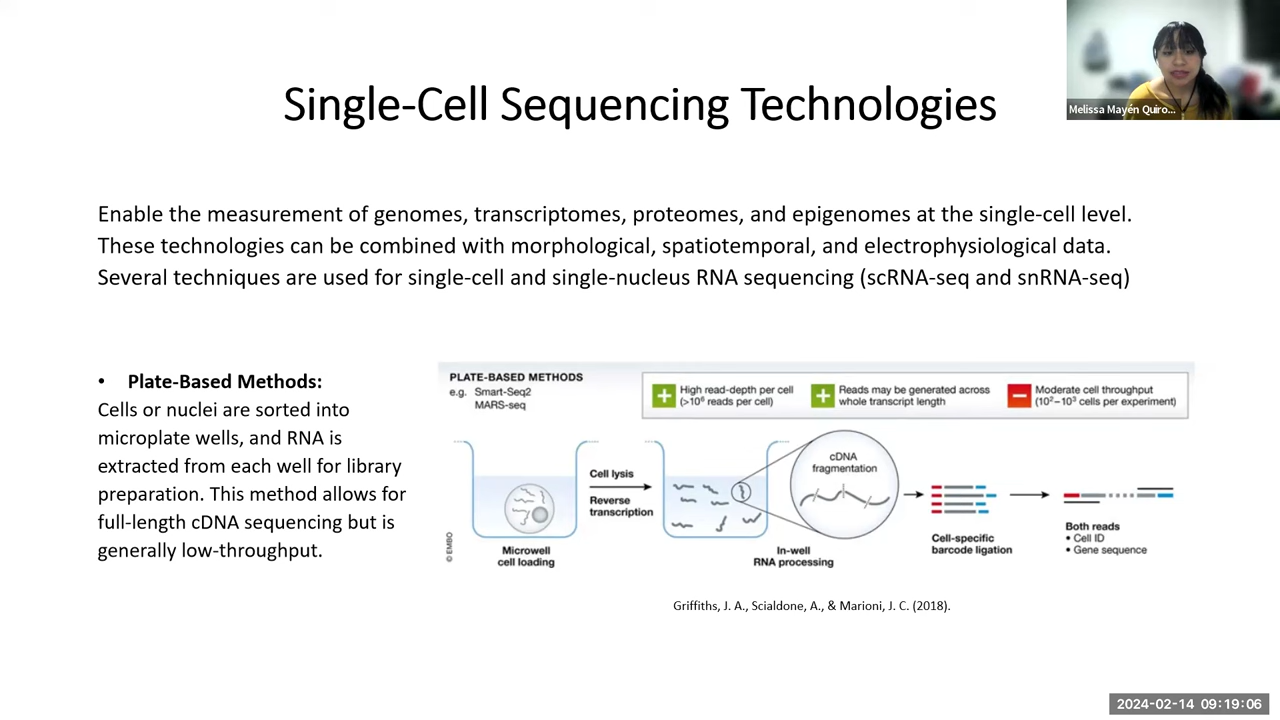 Melissa Mayén Quiro...
Single-Cell Sequencing Technologies
Enable the measurement of genomes, transcriptomes, proteomes, and epigenomes at the single-cell level.
These technologies can be combined with morphological, spatiotemporal, and electrophysiological data.
Several techniques are used for single-cell and single-nucleus RNA sequencing (scRNA-seq and snRNA-seq)
• Plate-Based Methods:
Cells or nuclei are sorted into
microplate wells, and RNA is
extracted from each well for library
preparation. This method allows for
full-length cDNA sequencing but is
generally low-throughput.
PLATE-BASED METHODS
e.g. Smart-Seq2
MARS-seq
High read-depth per cell
(>10⁶ reads per cell)
Reads may be generated across
whole transcript length
Moderate cell throughput
(10²–10³ cells per experiment)
Cell lysis
Reverse
transcription
cDNA
fragmentation
Microwell
cell loading
In-well
RNA processing
Cell-specific
barcode ligation
Both reads
• Cell ID
• Gene sequence
© EMBO
Griffiths, J. A., Scialdone, A., & Marioni, J. C. (2018).
2024-02-14 09:19:06